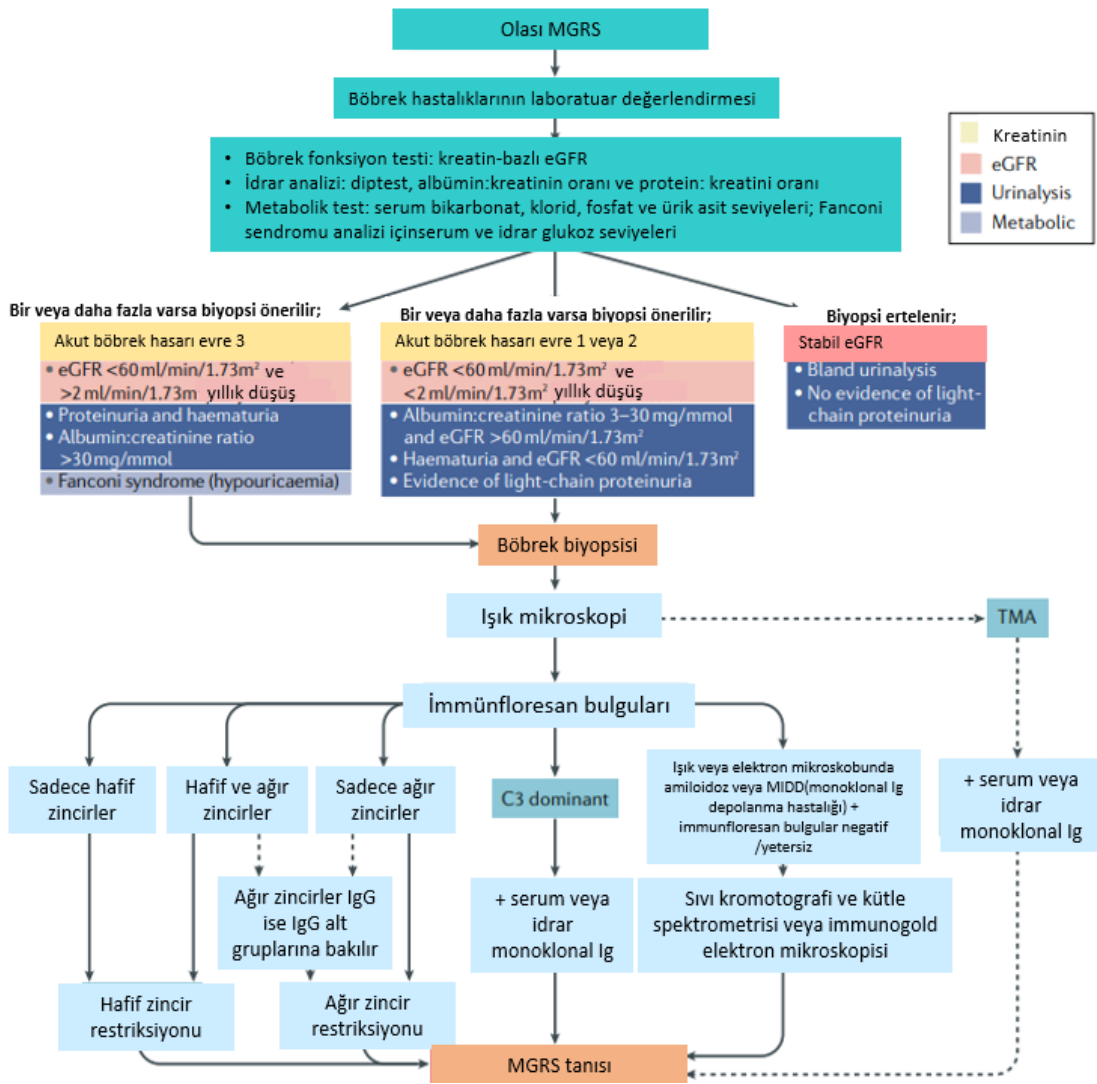 Olası MGRS
Böbrek hastalıklarının laboratuar değerlendirmesi
• Böbrek fonksiyon testi: kreatin-bazlı eGFR
• İdrar analizi: diptest, albümin:kreatinin oranı ve protein: kreatini oranı
• Metabolik test: serum bikarbonat, klorid, fosfat ve ürik asit seviyeleri; Fanconi
sendromu analizi içinserum ve idrar glukoz seviyeleri
Kreatinin
eGFR
Urinalysis
Metabolic
Bir veya daha fazla varsa biyopsi önerilir;
Akut böbrek hasarı evre 3
• eGFR <60 ml/min/1.73m² ve
>2 ml/min/1.73m yıllık düşüş
• Proteinuria and haematuria
• Albumin:creatinine ratio
>30 mg/mmol
• Fanconi syndrome (hypouricaemia)
Bir veya daha fazla varsa biyopsi önerilir;
Akut böbrek hasarı evre 1 veya 2
• eGFR <60 ml/min/1.73m² ve
<2 ml/min/1.73m² yıllık düşüş
• Albumin:creatinine ratio 3–30 mg/mmol
and eGFR >60 ml/min/1.73m²
• Haematuria and eGFR <60 ml/min/1.73m²
• Evidence of light-chain proteinuria
Biyopsi ertelenir;
Stabil eGFR
• Bland urinalysis
• No evidence of light-
chain proteinuria
Böbrek biyopsisi
Işık mikroskopi
TMA
İmmünfloresan bulguları
Sadece hafif
zincirler
Hafif ve ağır
zincirler
Sadece ağır
zincirler
C3 dominant
Işık veya elektron mikroskobunda
amiloidoz veya MIDD(monoklonal Ig
depolanma hastalığı) +
immunfloresan bulgular negatif
/yetersiz
+ serum veya
idrar
monoklonal Ig
Ağır zincirler IgG
ise IgG alt
gruplarına bakılır
+ serum veya
idrar
monoklonal Ig
Sıvı kromotografi ve kütle
spektrometrisi veya immunogold
elektron mikroskopisi
Hafif zincir
restriksiyonu
Ağır zincir
restriksiyonu
MGRS tanısı